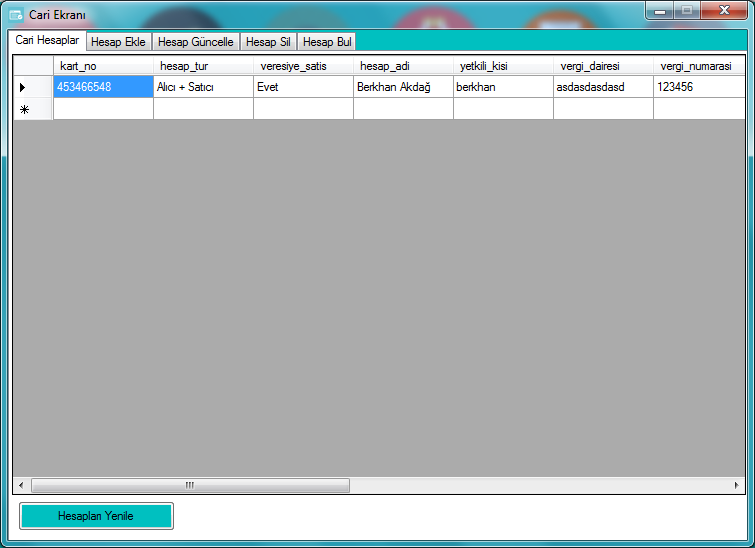 Cari Ekranı
Cari Hesaplar Hesap Ekle Hesap Güncelle Hesap Sil Hesap Bul
kart_no hesap_tur veresiye_satis hesap_adi yetkili_kisi vergi_dairesi vergi_numarasi
453466548 Alıcı + Satıcı Evet Berkhan Akdağ berkhan asdasdasdasd 123456
Hesapları Yenile